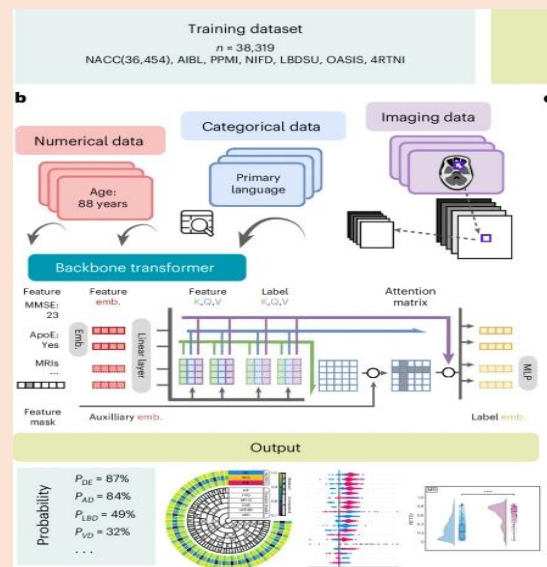 Training dataset
n = 38,319
NACC(36,454), AIBL, PPMI, NIFD, LBDSU, OASIS, 4RTNI
b
c
Numerical data
Categorical data
Imaging data
Age:
88 years
Primary
language
Backbone transformer
Feature
MMSE:
23
ApoE:
Yes
MRIs
...
Feature
mask
Emb.
Feature
emb.
Linear layer
Auxilliary emb.
Feature
K,Q,V
Label
K,Q,V
Attention
matrix
MLP
Label emb.
Output
Probability
P_DE = 87%
P_AD = 84%
P_LBD = 49%
P_VD = 32%
. . .